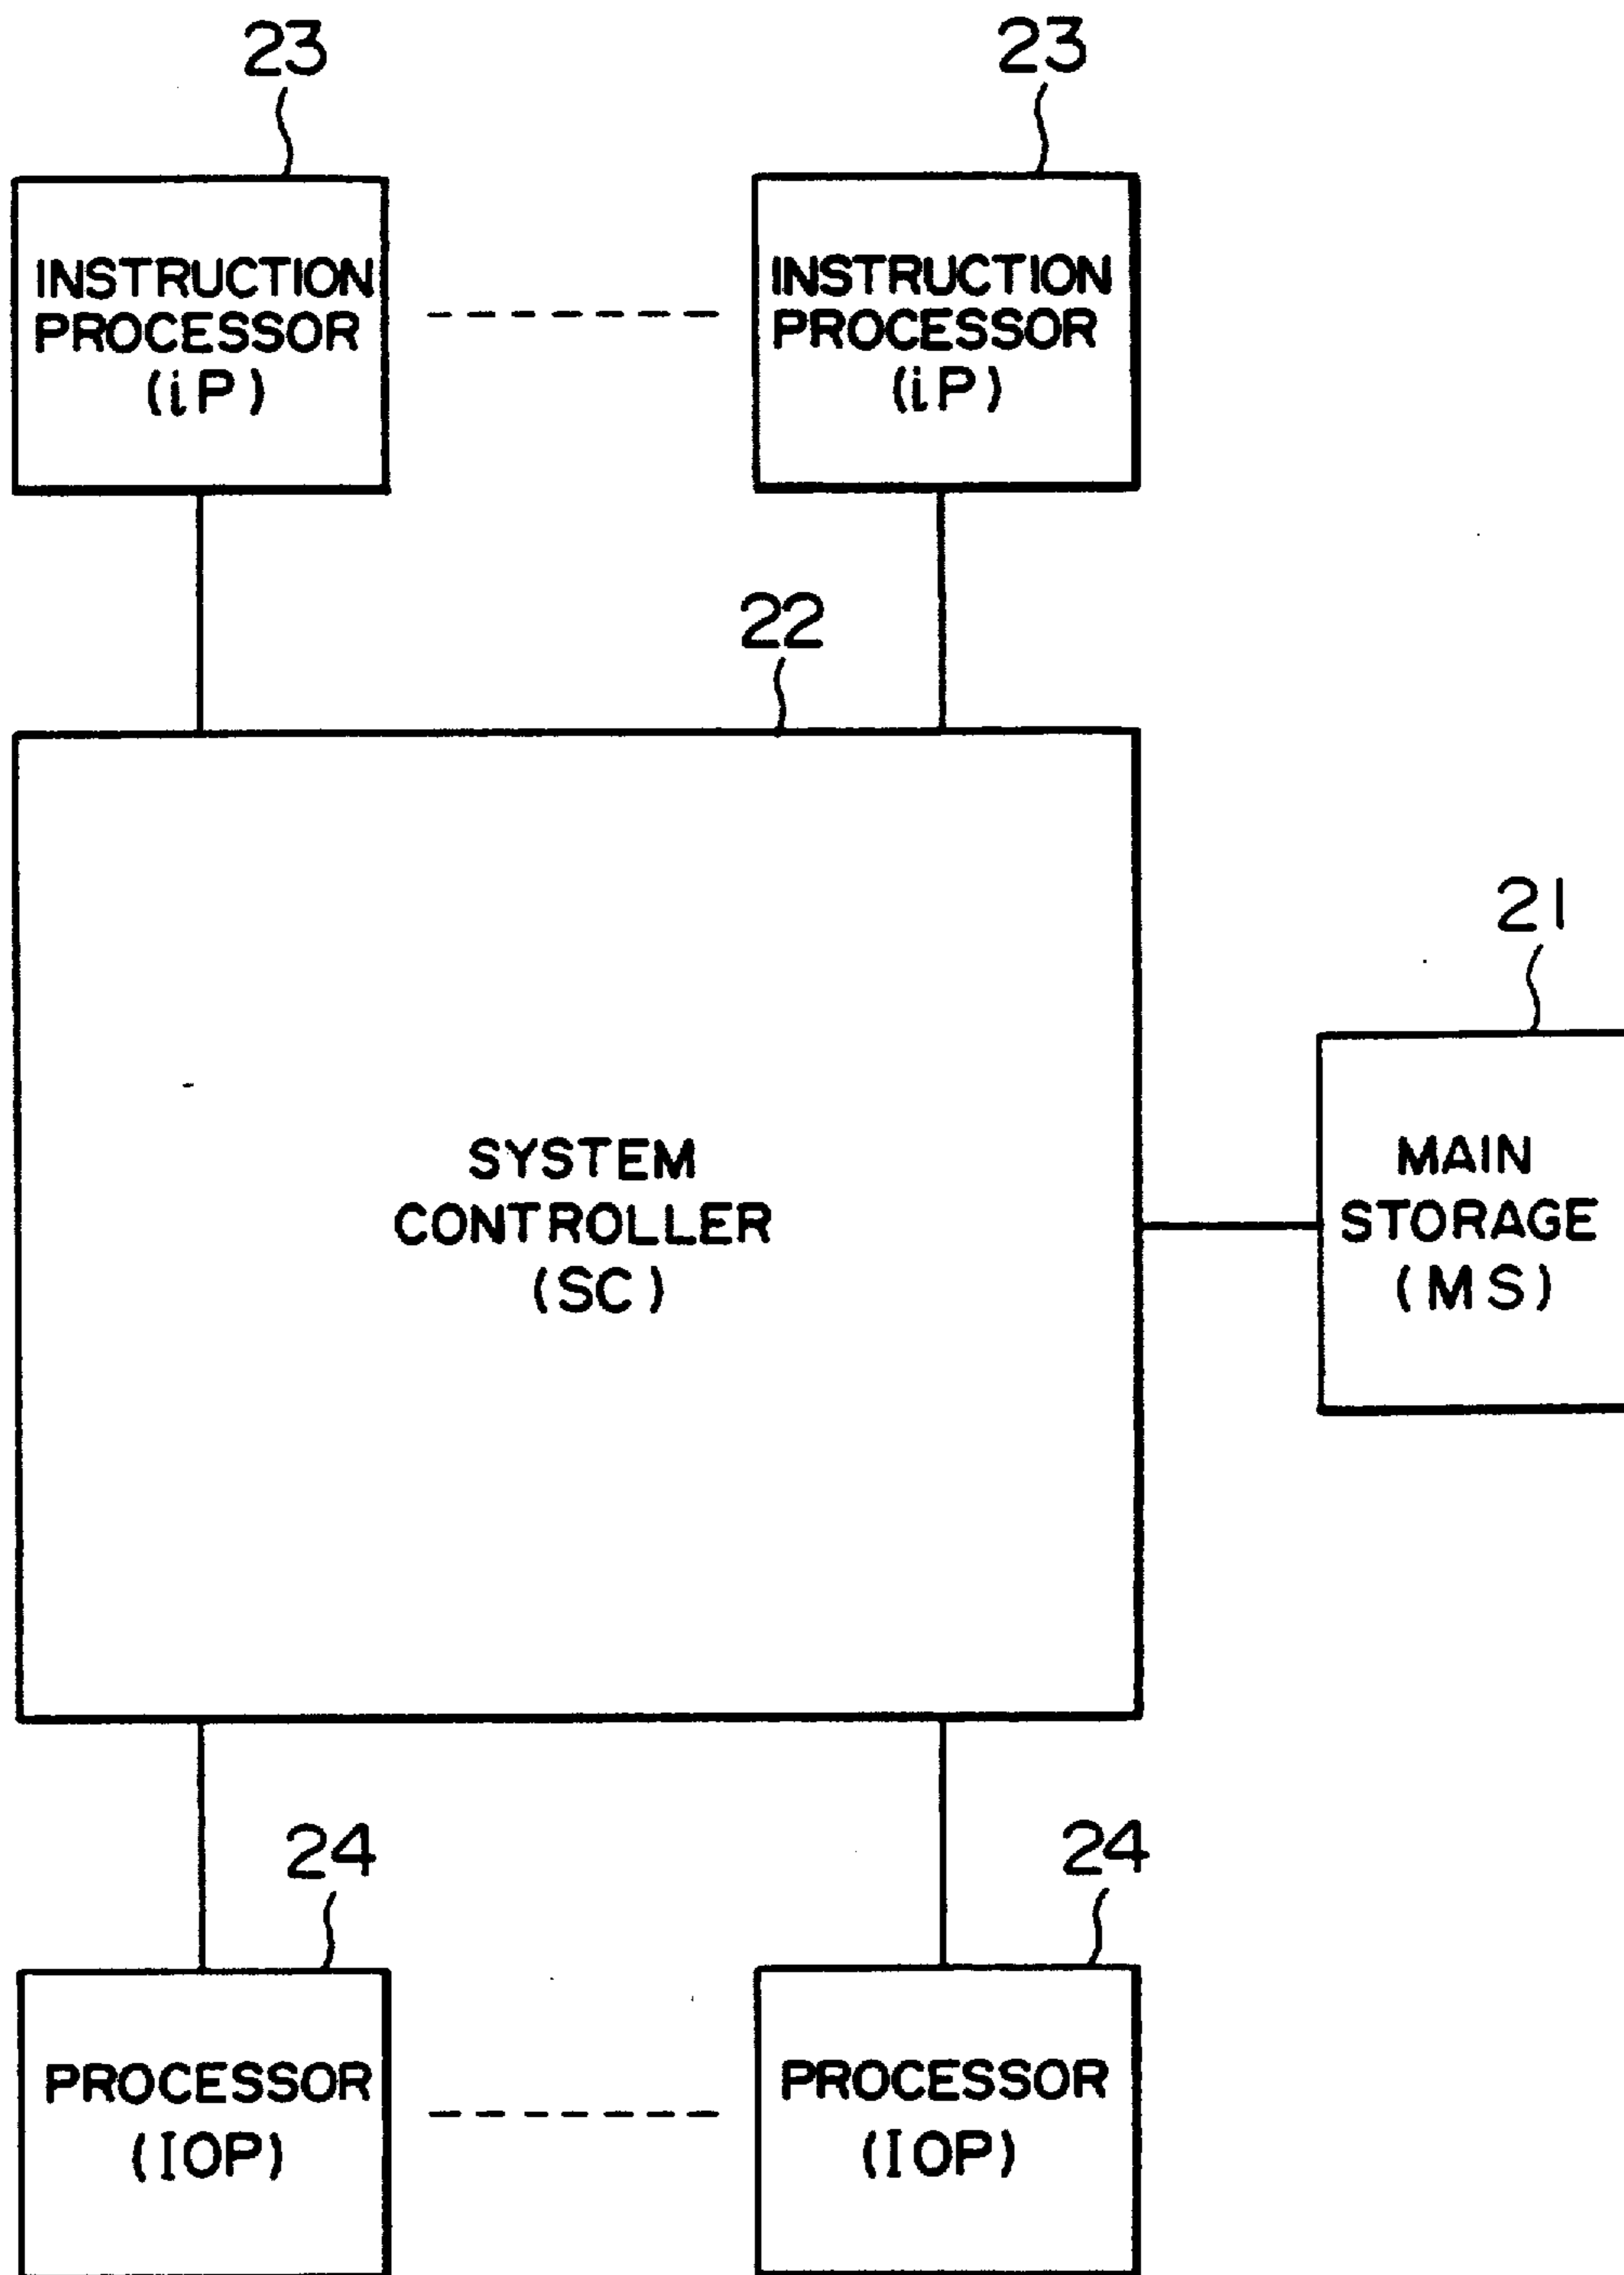 23
23
INSTRUCTION
PROCESSOR
(iP)
INSTRUCTION
PROCESSOR
(iP)
22
SYSTEM
CONTROLLER
(SC)
21
MAIN
STORAGE
(MS)
24
24
PROCESSOR
(IOP)
PROCESSOR
(IOP)